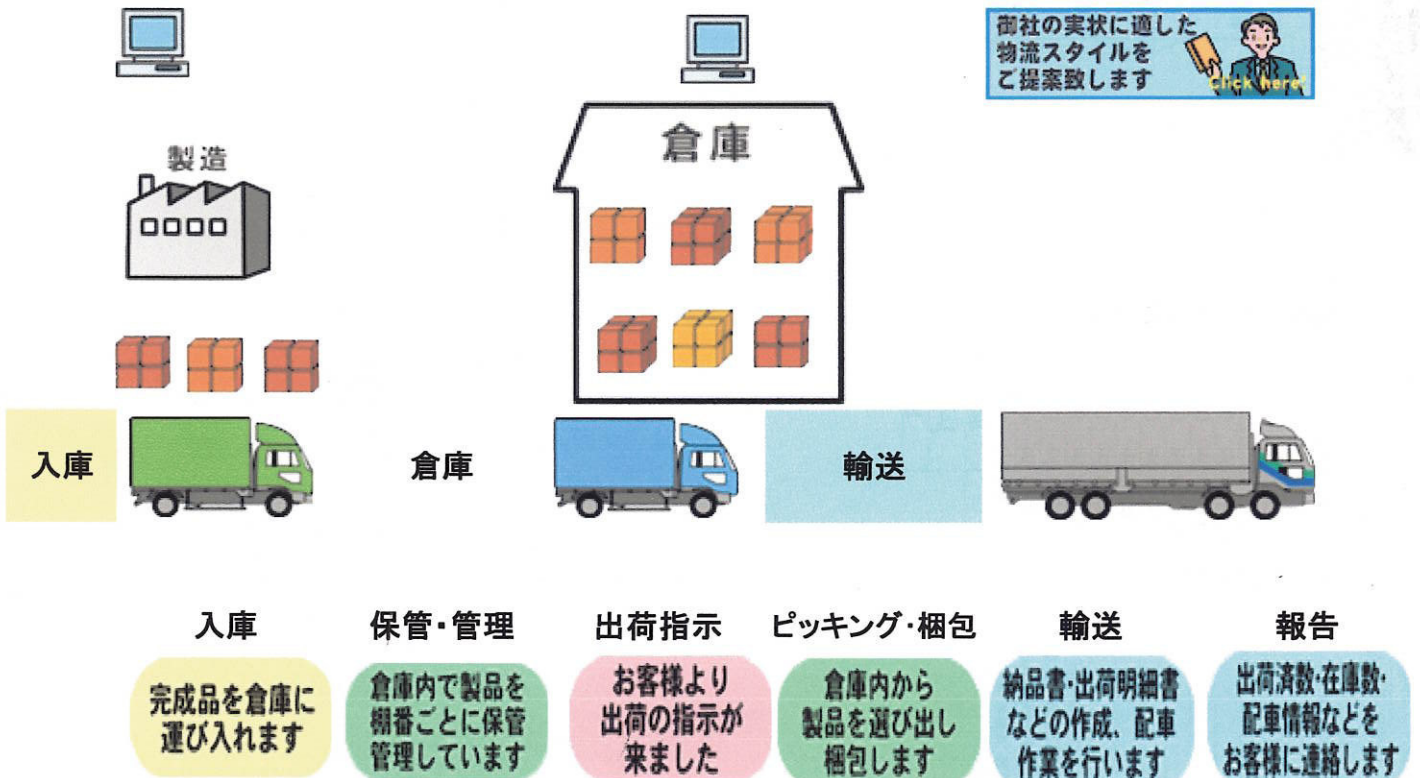 御社の実状に適した
物流スタイルを
ご提案致します
Click here
製造
倉庫
入庫
倉庫
輸送
入庫
保管・管理
出荷指示
ピッキング・梱包
輸送
報告
完成品を倉庫に
運び入れます
倉庫内で製品を
棚番ごとに保管
管理しています
お客様より
出荷の指示が
来ました
倉庫内から
製品を選び出し
梱包します
納品書・出荷明細書
などの作成、配車
作業を行います
出荷済数・在庫数・
配車情報などを
お客様に連絡します